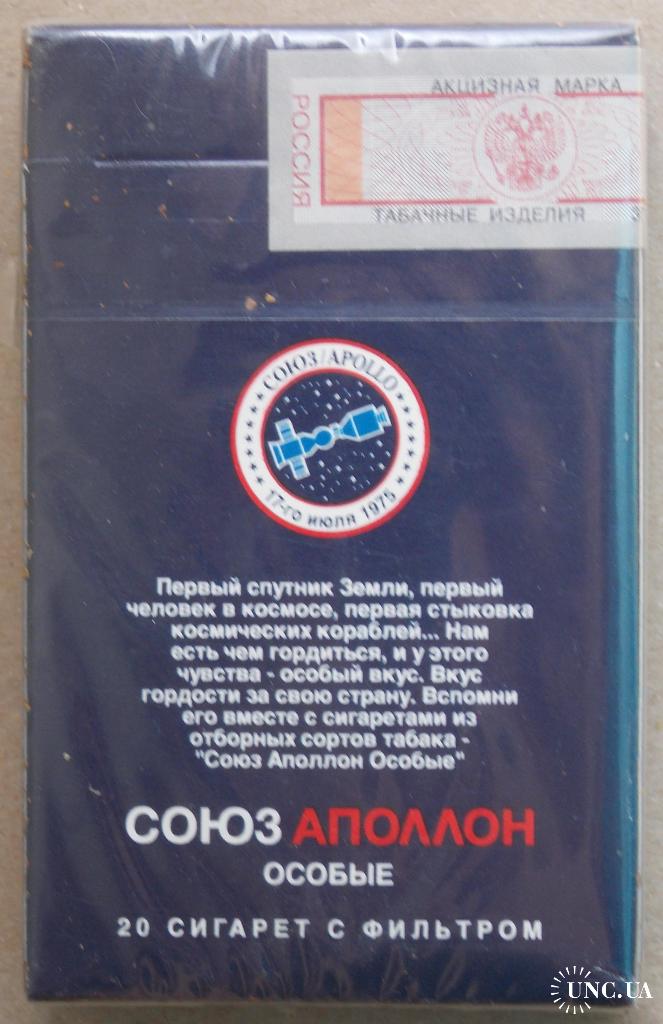 АКЦИЗНАЯ МАРКА
РОССИЯ
ТАБАЧНЫЕ ИЗДЕЛИЯ
СОЮЗ/APOLLO
17-го июля 1975
Первый спутник Земли, первый
человек в космосе, первая стыковка
космических кораблей... Нам
есть чем гордиться, и у этого
чувства - особый вкус. Вкус
гордости за свою страну. Вспомни
его вместе с сигаретами из
отборных сортов табака -
"Союз Аполлон Особые"
СОЮЗ АПОЛЛОН
ОСОБЫЕ
20 СИГАРЕТ С ФИЛЬТРОМ
UNC.UA